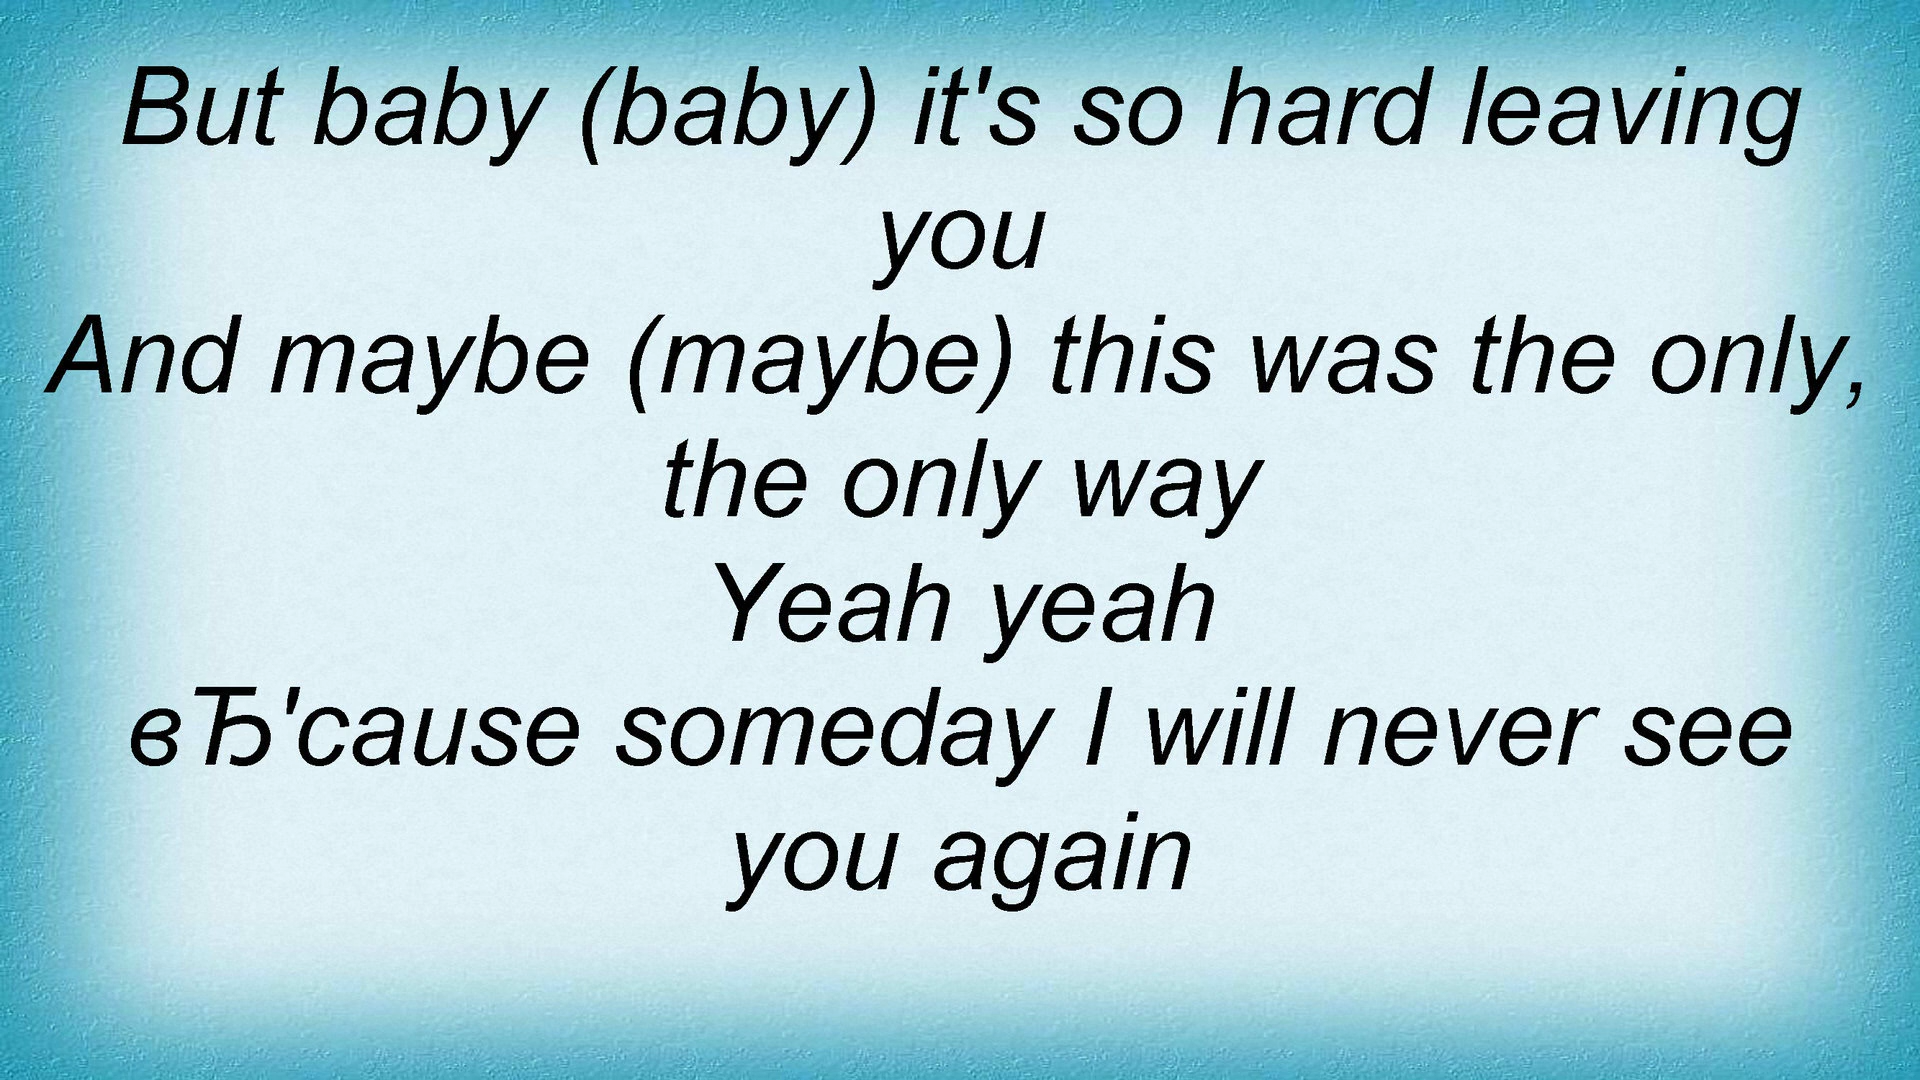 But baby (baby) it's so hard leaving
you
And maybe (maybe) this was the only,
the only way
Yeah yeah
вЂ'cause someday I will never see
you again